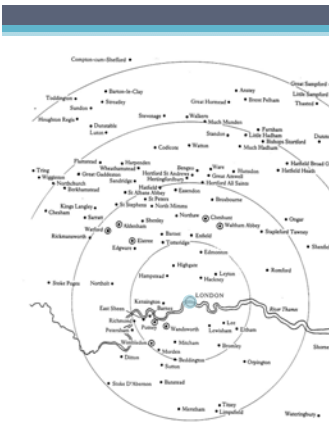 Compton-cum-Shefford
Barton-le-Clay
Anstey
Great Sampford
Toddington
Streatley
Great Hormead
Brent Pelham
Little Sampford
Sundon
Thaxted
Houghton Regis
Stevenage
Walkern
Much Munden
Dunstable
Luton
Standon
Farnham
Little Hadham
Bishops Stortford
Codicote
Watton
Much Hadham
Flamstead
Harpenden
Hatfield Broad O
Tring
Wheathampstead
Bengeo
Ware
Hunsdon
Hatfield Heath
Wigginton
Great Gaddesden
Hertford St Andrews
Great Amwell
Northchurch
Sandridge
Hertingfordbury
Berkhamsted
Hatfield
Hertford All Saints
St Albans Abbey
Essendon
St Peters
Kings Langley
St Stephens
North Mimms
Broxbourne
Chesham
Sarratt
Shenley
Northaw
Cheshunt
Ongar
Watford
Aldenham
Waltham Abbey
Rickmansworth
Barnet
Enfield
Stapleford Tawney
Elstree
Totteridge
Edgware
Edmonton
Highgate
Hampstead
Leyton
Romford
Stoke Poges
Northolt
Hackney
Kensington
LONDON
East Sheen
Barnes
River Thames
Richmond
Putney
Wandsworth
Lee
Petersham
Lewisham
Eltham
Wimbledon
Mitcham
Bromley
Ditton
Morden
Beddington
Orpington
Sutton
Stoke D'Abernon
Banstead
Titsey
Merstham
Limpsfield
Wateringbury